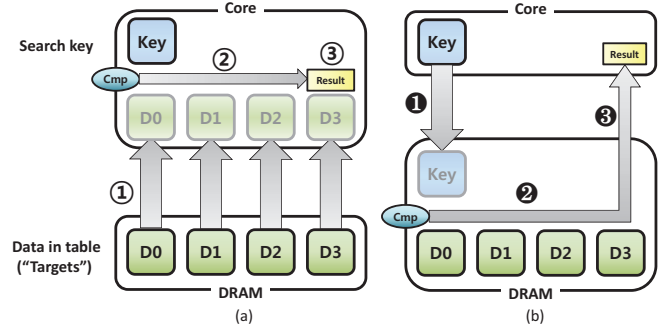 Core
Search key
Key
②
③
Cmp
Result
D0 D1 D2 D3
①
Data in table
("Targets")
D0 D1 D2 D3
DRAM
(a)
Core
Key
Result
❶
❸
Key
❷
Cmp
D0 D1 D2 D3
DRAM
(b)